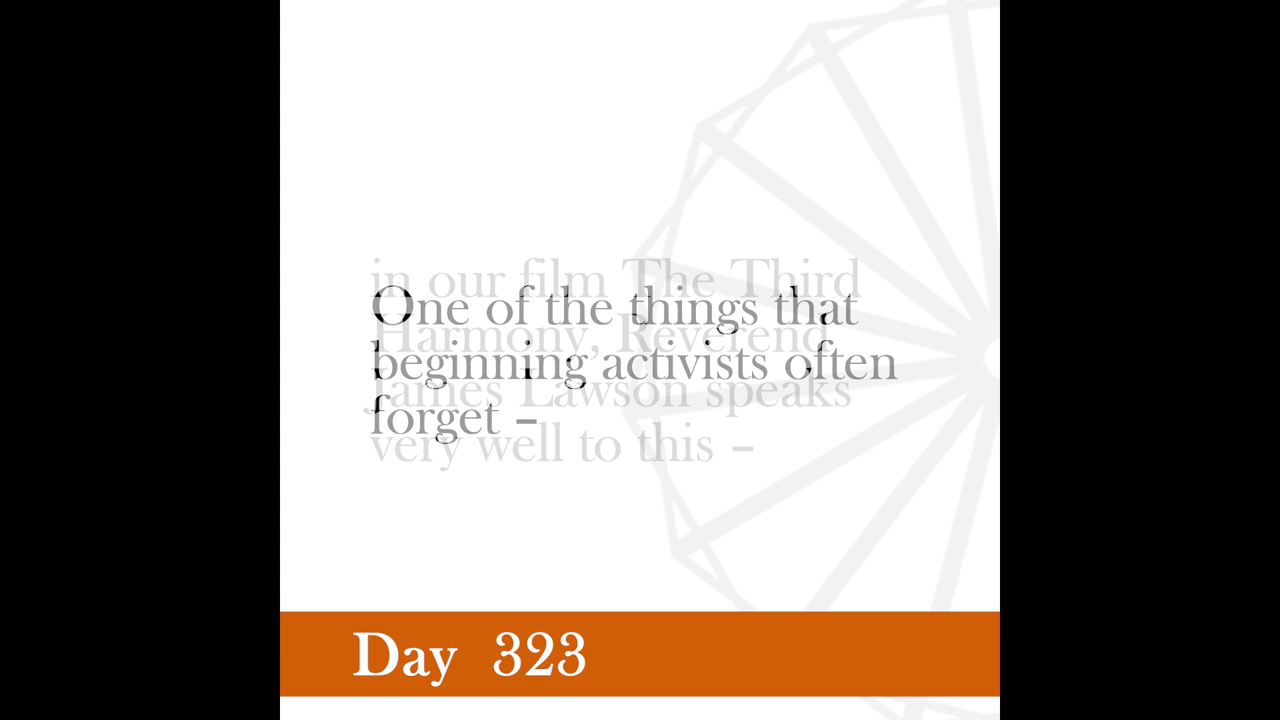 in our film The Third
Harmony, Reverend
James Lawson speaks
very well to this –
One of the things that
beginning activists often
forget –
Day 323